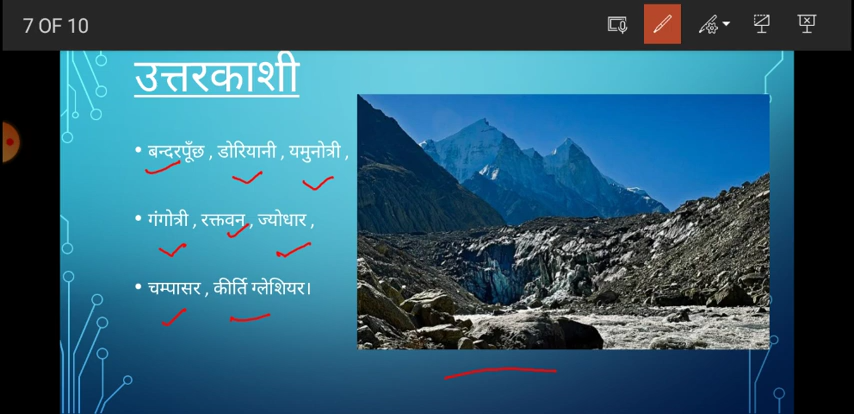 7 OF 10
उत्तरकाशी
• बन्दरपूँछ , डोरियानी , यमुनोत्री ,
• गंगोत्री , रक्तवन , ज्योधार ,
• चम्पासर , कीर्ति ग्लेशियर।